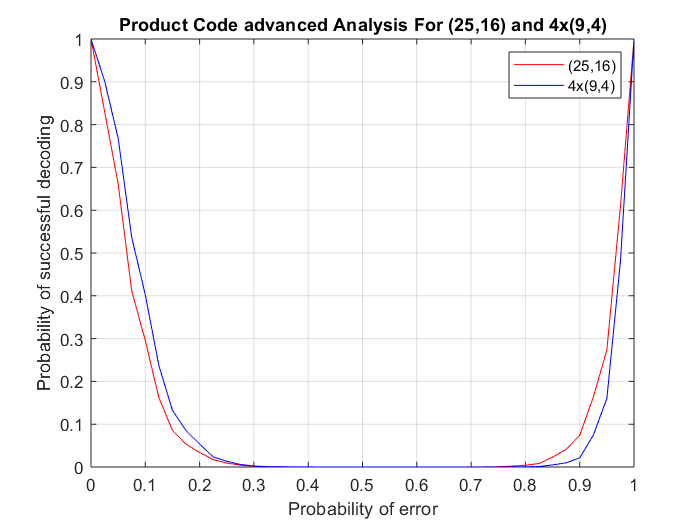 Product Code advanced Analysis For (25,16) and 4x(9,4)
1
0.9
0.8
0.7
0.6
0.5
0.4
0.3
0.2
0.1
0
Probability of successful decoding
(25,16)
4x(9,4)
0 0.1 0.2 0.3 0.4 0.5 0.6 0.7 0.8 0.9 1
Probability of error